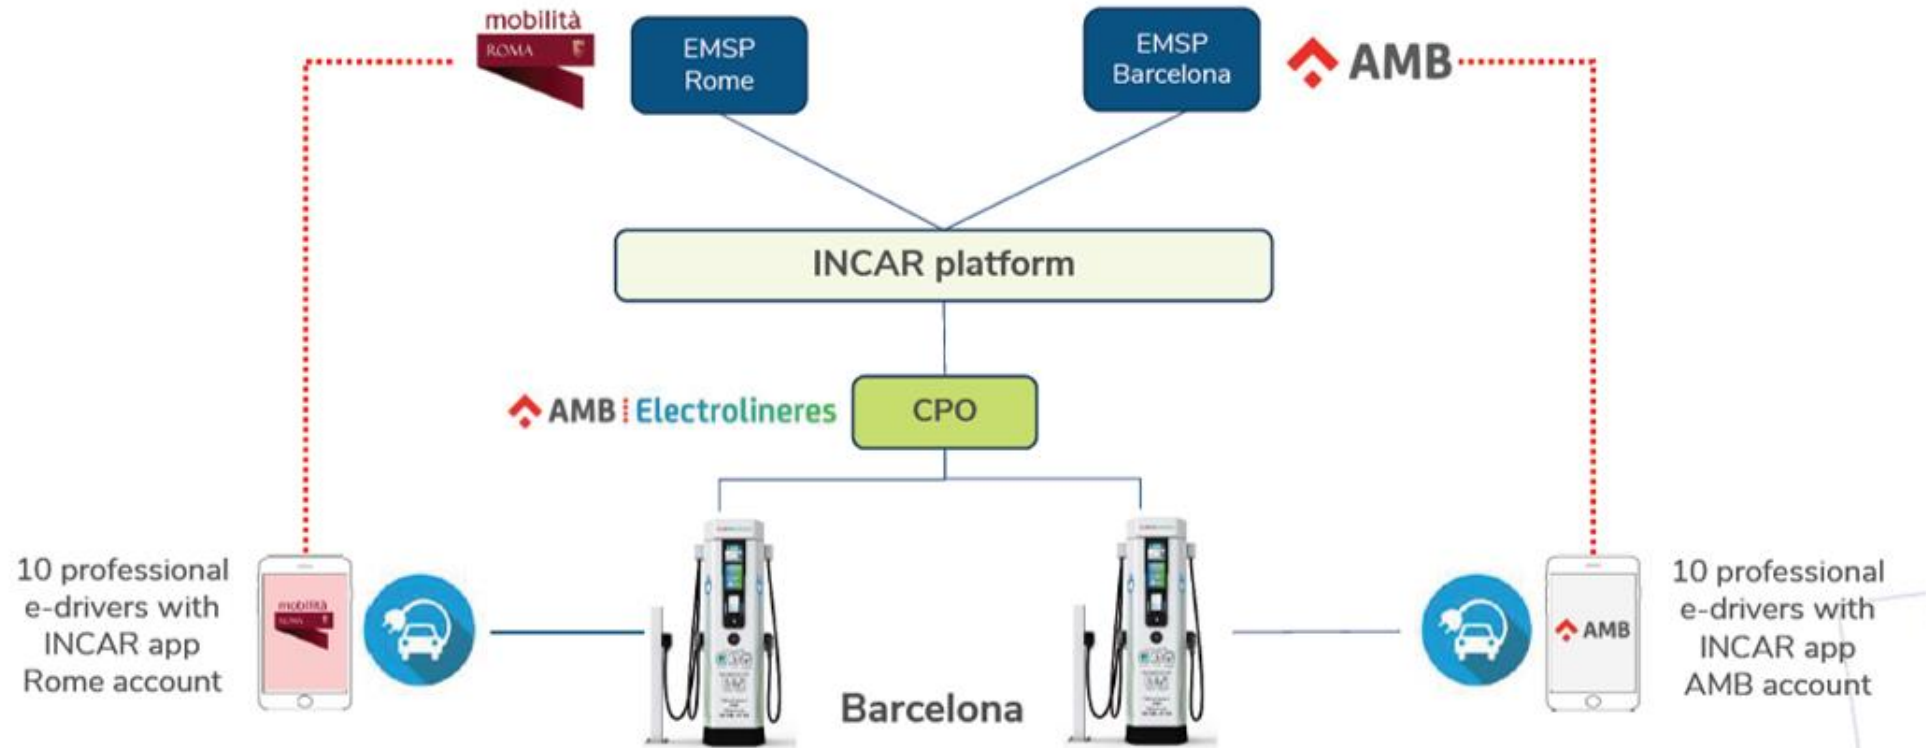 mobilità
ROMA
EMSP
Rome
EMSP
Barcelona
AMB
INCAR platform
AMB Electrolineres
CPO
10 professional
e-drivers with
INCAR app
Rome account
mobilità
ROMA
Barcelona
AMB
10 professional
e-drivers with
INCAR app
AMB account